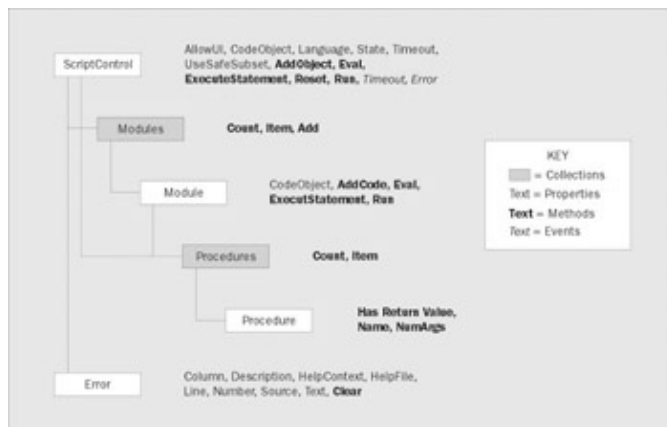 AllowUI, CodeObject, Language, State, Timeout,
ScriptControl
UseSafeSubset, AddObject, Eval,
ExecuteStatement, Reset, Run, Timeout, Error
Modules
Count, Item, Add
KEY
= Collections
Text = Properties
Text = Methods
Text = Events
Module
CodeObject, AddCode, Eval,
ExecutStatement, Run
Procedures
Count, Item
Procedure
Has Return Value,
Name, NumArgs
Error
Column, Description, HelpContext, HelpFile,
Line, Number, Source, Text, Clear